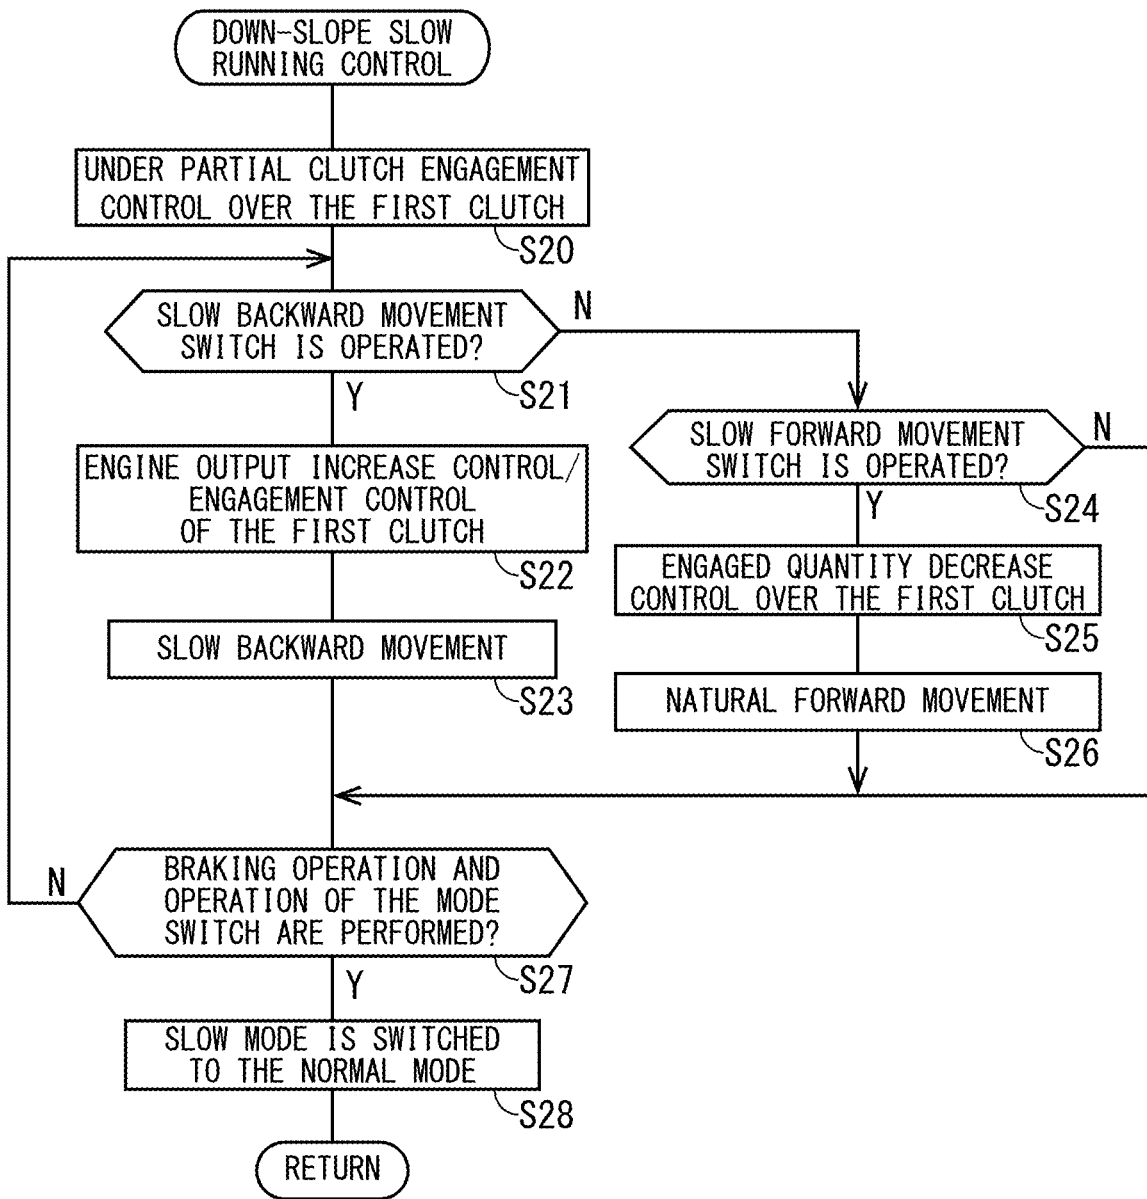 DOWN-SLOPE SLOW
RUNNING CONTROL
UNDER PARTIAL CLUTCH ENGAGEMENT
CONTROL OVER THE FIRST CLUTCH
S20
SLOW BACKWARD MOVEMENT
SWITCH IS OPERATED?
N
S21
Y
SLOW FORWARD MOVEMENT
SWITCH IS OPERATED?
N
S24
Y
ENGINE OUTPUT INCREASE CONTROL/
ENGAGEMENT CONTROL
OF THE FIRST CLUTCH
S22
ENGAGED QUANTITY DECREASE
CONTROL OVER THE FIRST CLUTCH
S25
SLOW BACKWARD MOVEMENT
S23
NATURAL FORWARD MOVEMENT
S26
BRAKING OPERATION AND
OPERATION OF THE MODE
SWITCH ARE PERFORMED?
N
S27
Y
SLOW MODE IS SWITCHED
TO THE NORMAL MODE
S28
RETURN